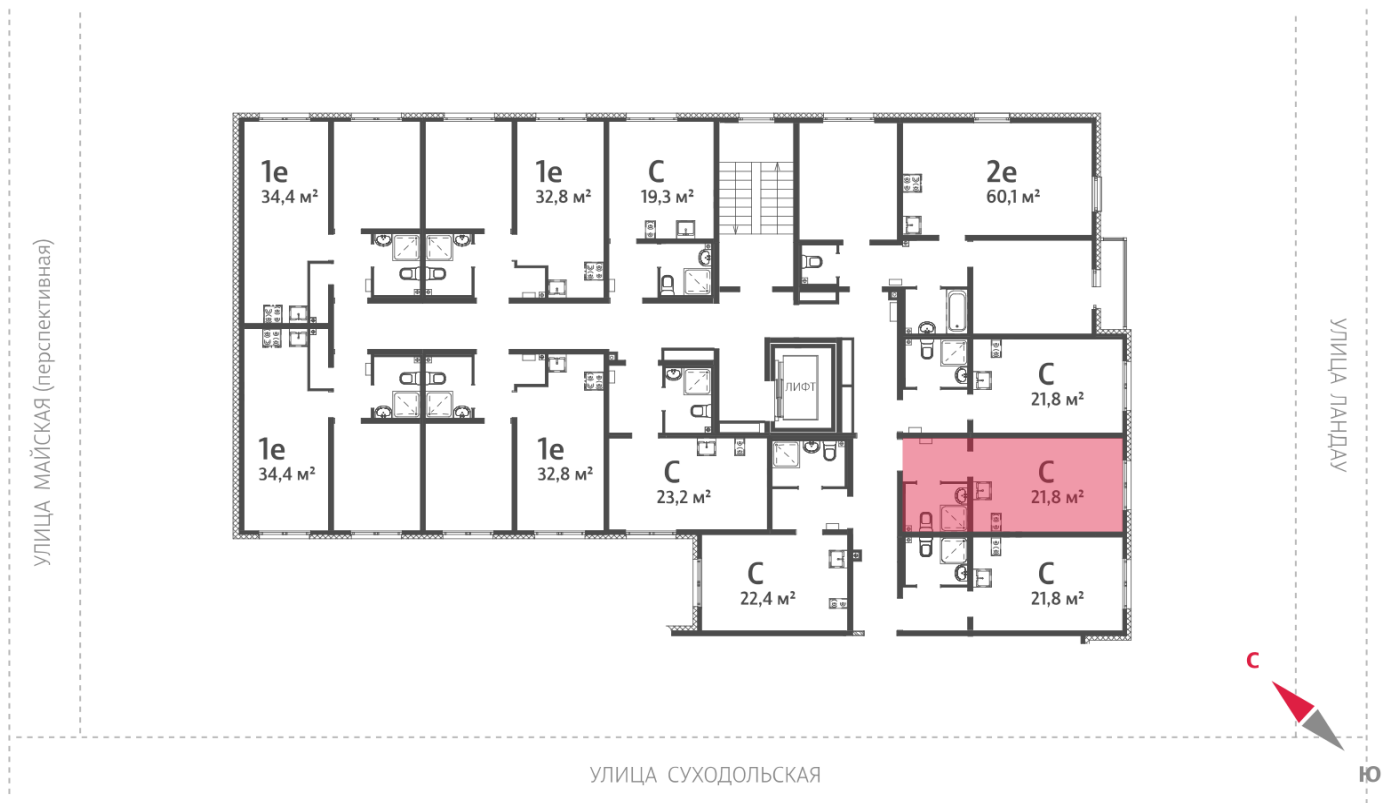 1е
34,4 м²
1е
32,8 м²
С
19,3 м²
2е
60,1 м²
УЛИЦА МАЙСКАЯ (перспективная)
УЛИЦА ЛАНДАУ
ЛИФТ
С
21,8 м²
1е
34,4 м²
1е
32,8 м²
С
23,2 м²
С
21,8 м²
С
22,4 м²
С
21,8 м²
С
Ю
УЛИЦА СУХОДОЛЬСКАЯ